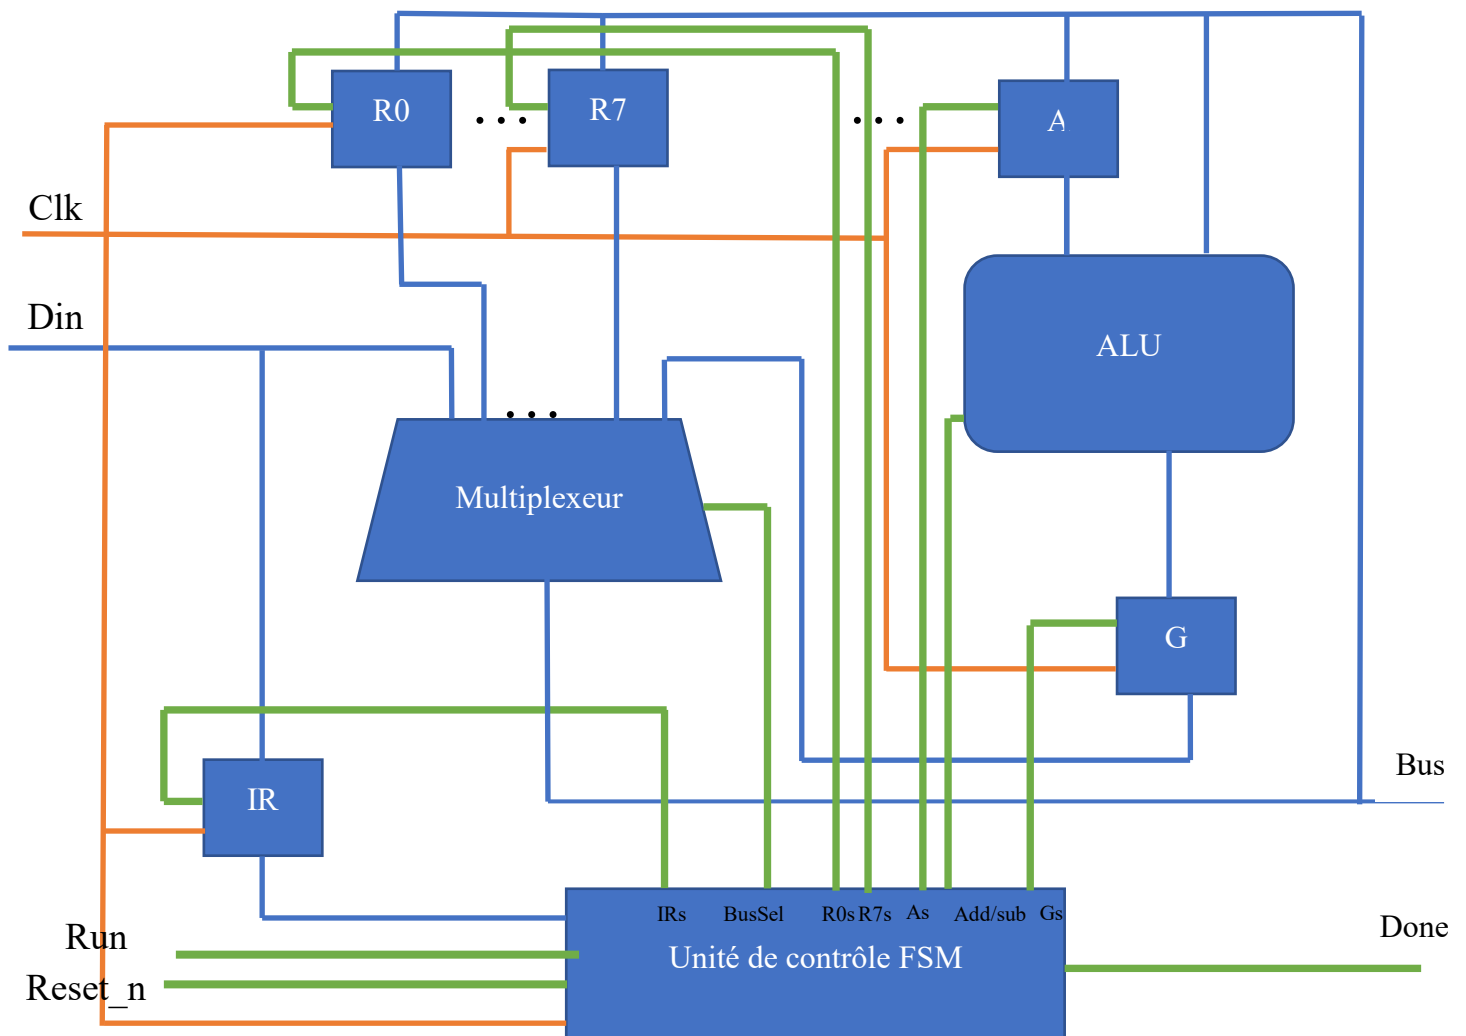 R0
R7
A
Clk
Din
ALU
Multiplexeur
G
Bus
IR
IRs
BusSel
R0s
R7s
As
Add/sub
Gs
Run
Done
Unité de contrôle FSM
Reset_n